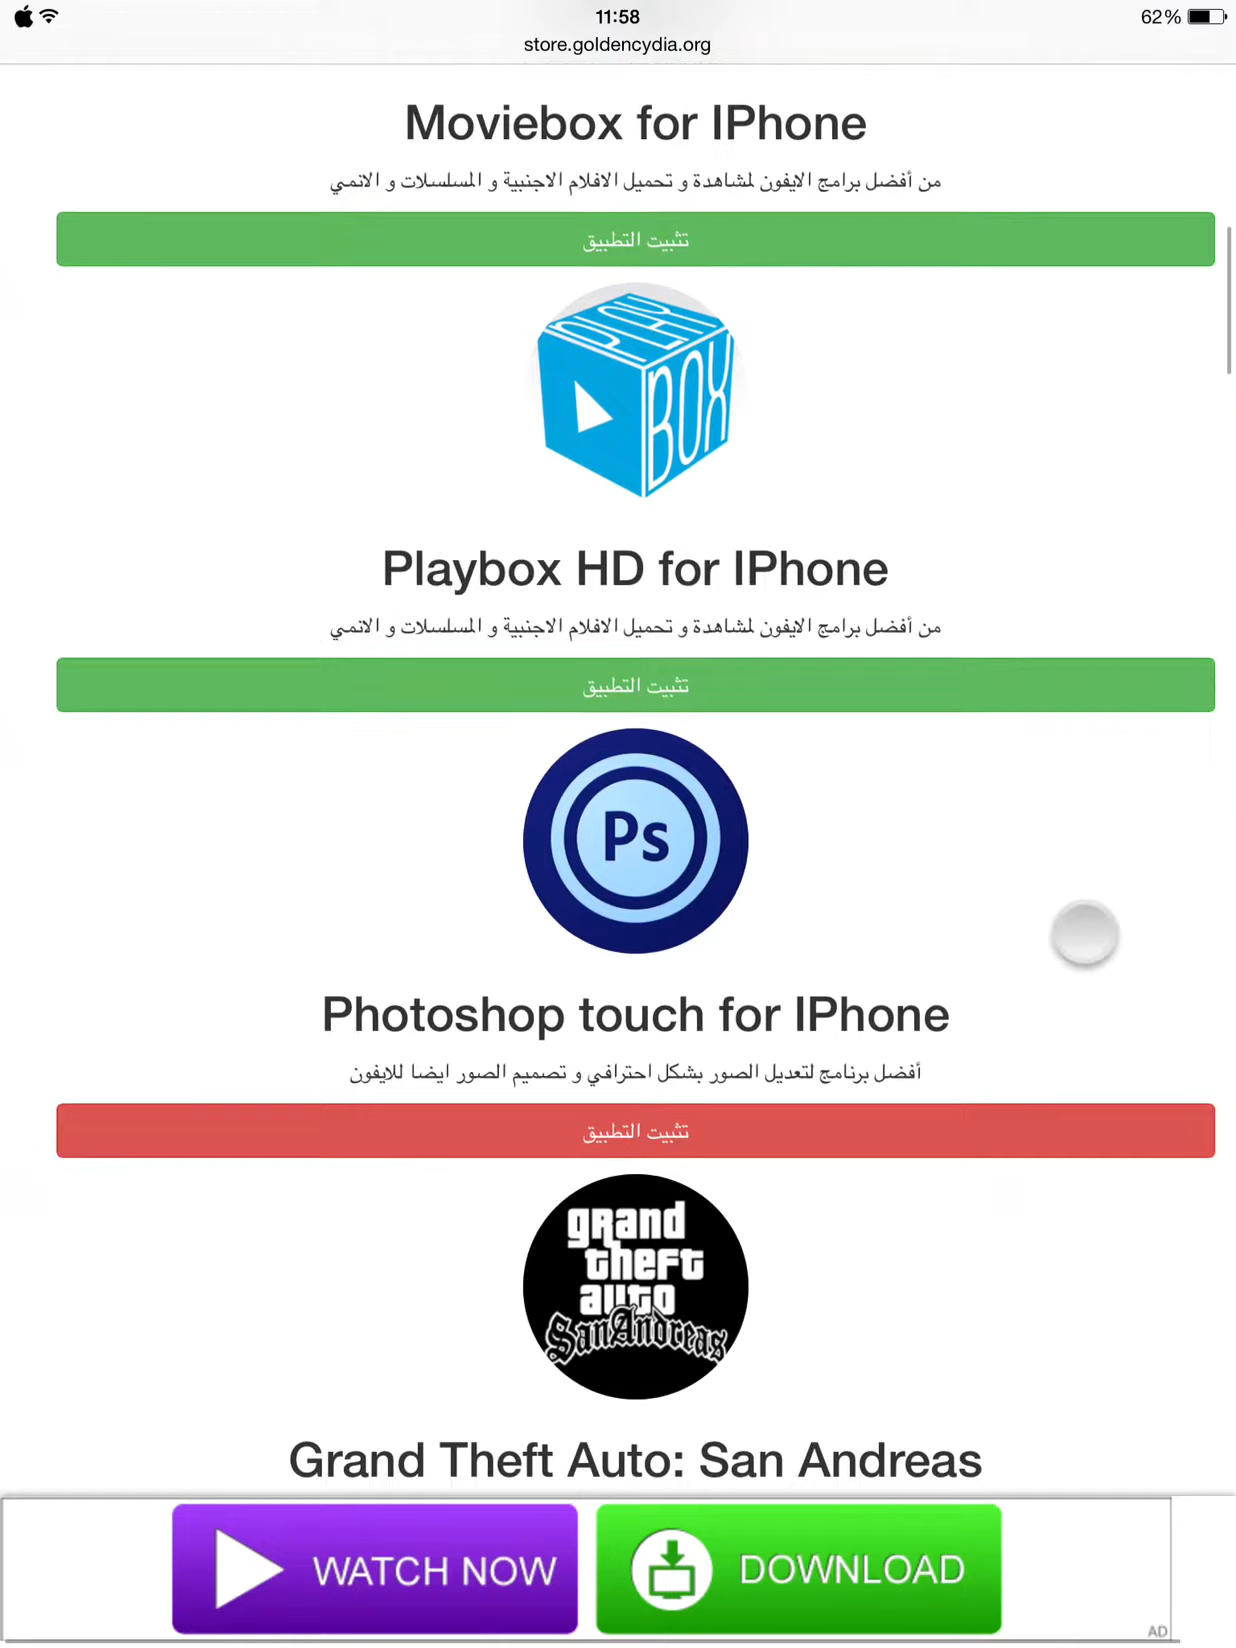 11:58
62%
store.goldencydia.org
Moviebox for IPhone
من أفضل برامج الايفون لمشاهدة و تحميل الافلام الاجنبية و المسلسلات و الانمي
تثبيت التطبيق
PLAY
BOX
Playbox HD for IPhone
من أفضل برامج الايفون لمشاهدة و تحميل الافلام الاجنبية و المسلسلات و الانمي
تثبيت التطبيق
Ps
Photoshop touch for IPhone
أفضل برنامج لتعديل الصور بشكل احترافي و تصميم الصور ايضا للايفون
تثبيت التطبيق
grand
theft
auto
San Andreas
Grand Theft Auto: San Andreas
WATCH NOW
DOWNLOAD
AD